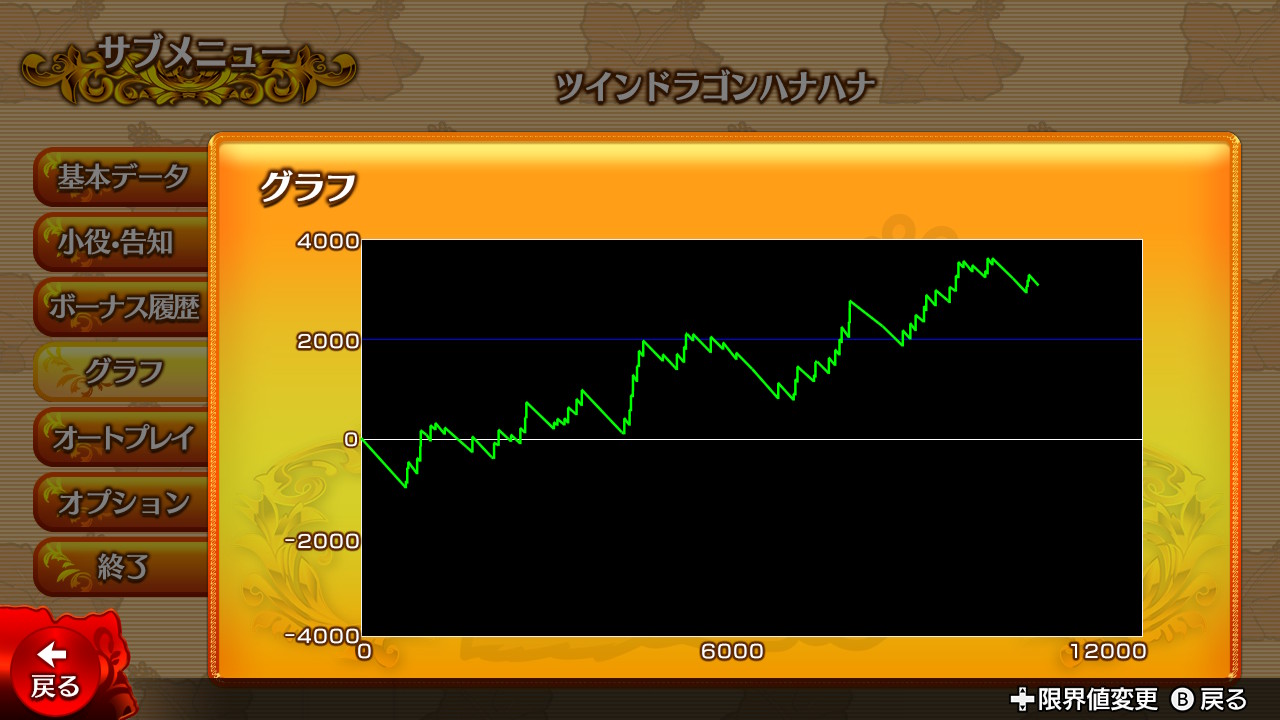 サブメニュー
ツインドラゴンハナハナ
基本データ
小役・告知
ボーナス履歴
グラフ
オートプレイ
オプション
終了
戻る
グラフ
4000
2000
0
-2000
-4000
0 6000 12000
限界値変更 B 戻る